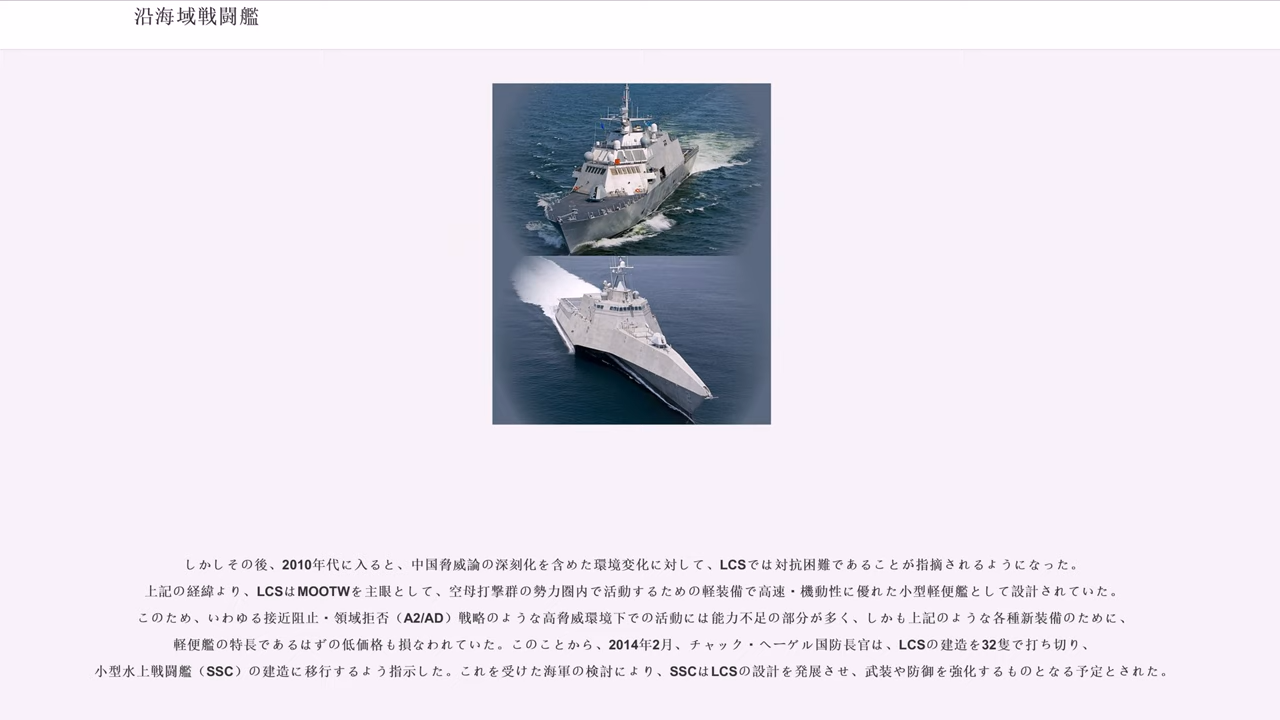 沿海域戦闘艦
しかしその後、2010年代に入ると、中国脅威論の深刻化を含めた環境変化に対して、LCSでは対抗困難であることが指摘されるようになった。
上記の経緯より、LCSはMOOTWを主眼として、空母打撃群の勢力圏内で活動するための軽装備で高速・機動性に優れた小型軽便艦として設計されていた。
このため、いわゆる接近阻止・領域拒否（A2/AD）戦略のような高脅威環境下での活動には能力不足の部分が多く、しかも上記のような各種新装備のために、
軽便艦の特長であるはずの低価格も損なわれていた。このことから、2014年2月、チャック・ヘーゲル国防長官は、LCSの建造を32隻で打ち切り、
小型水上戦闘艦（SSC）の建造に移行するよう指示した。これを受けた海軍の検討により、SSCはLCSの設計を発展させ、武装や防御を強化するものとなる予定とされた。